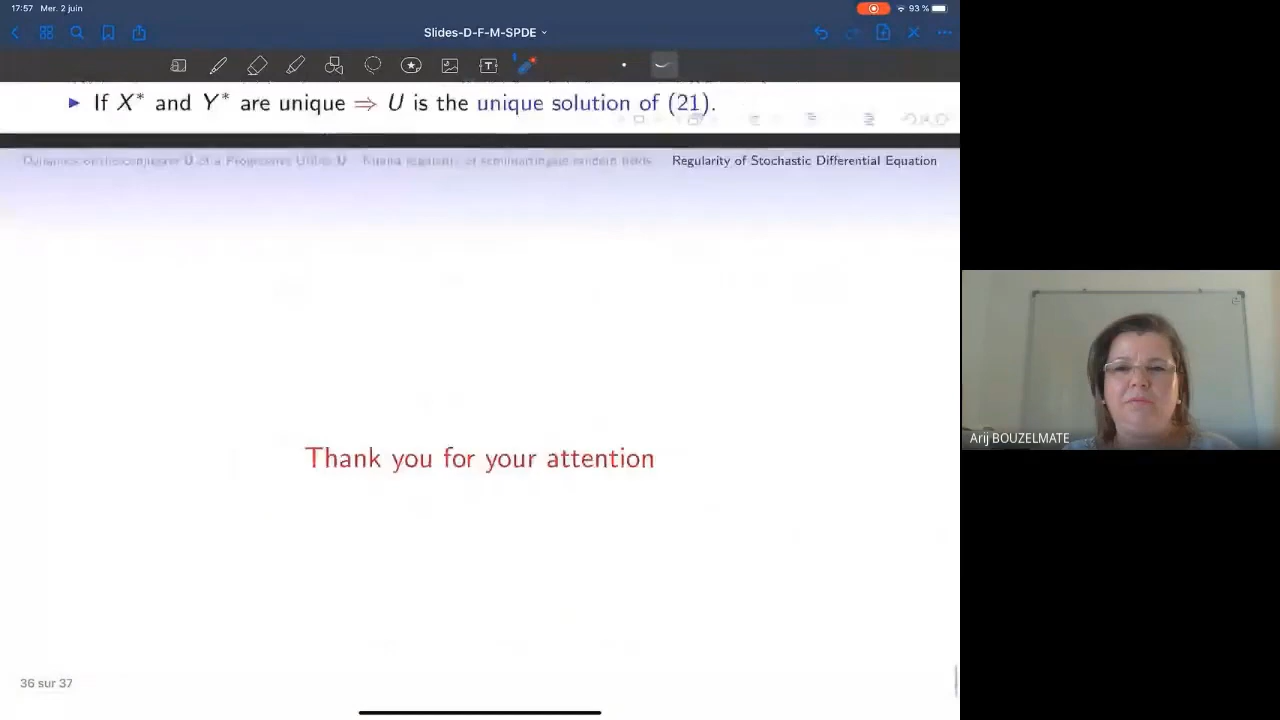 17:57 Mer. 2 juin
93 %
Slides-D-F-M-SPDE
T
▶ If X* and Y* are unique ⇒ U is the unique solution of (21).
Regularity of Stochastic Differential Equation
Thank you for your attention
Arij BOUZELMATE
36 sur 37